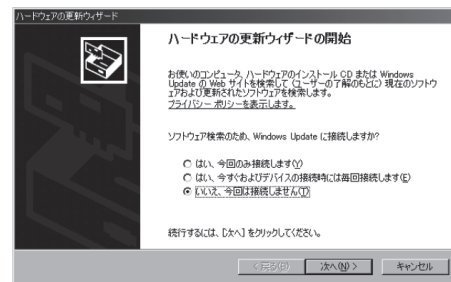 ハードウェアの更新ウィザード
ハードウェアの更新ウィザードの開始
お使いのコンピュータ、ハードウェアのインストール CD または Windows
Update の Web サイトを検索して (ユーザーの了解のもとに) 現在のソフトウ
ェアおよび更新されたソフトウェアを検索します。
プライバシー ポリシーを表示します。
ソフトウェア検索のため、Windows Update に接続しますか?
はい、今回のみ接続します(Y)
はい、今すぐおよびデバイスの接続時には毎回接続します(E)
いいえ、今回は接続しません(T)
続行するには、[次へ] をクリックしてください。
< 戻る(B) 次へ(N) > キャンセル